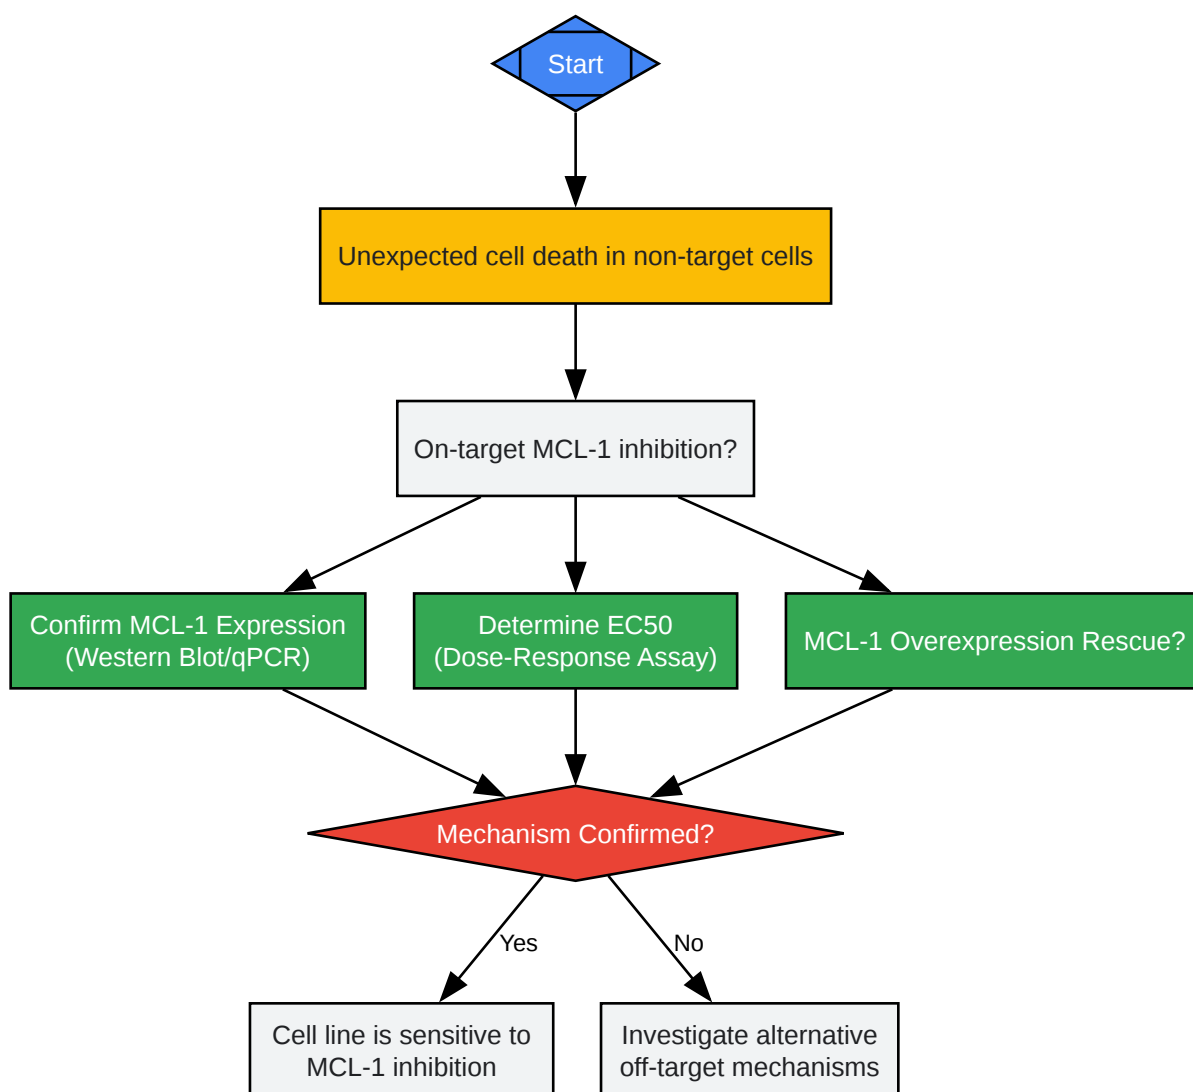 Start
Unexpected cell death in non-target cells
On-target MCL-1 inhibition?
Confirm MCL-1 Expression
(Western Blot/qPCR)
Determine EC50
(Dose-Response Assay)
MCL-1 Overexpression Rescue?
Mechanism Confirmed?
Yes
No
Cell line is sensitive to
MCL-1 inhibition
Investigate alternative
off-target mechanisms